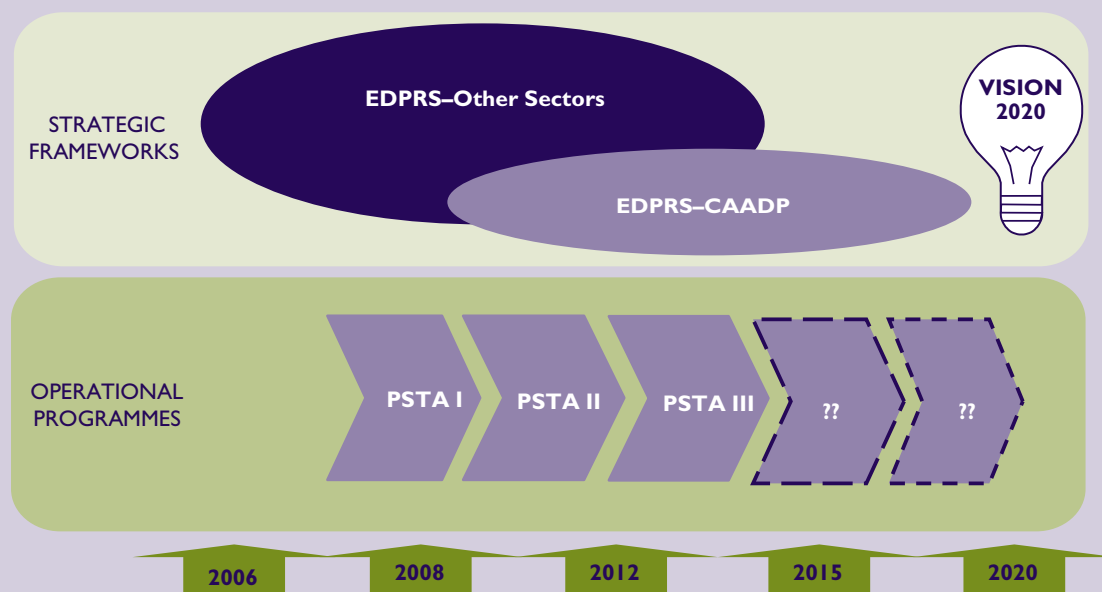 EDPRS–Other Sectors
VISION
2020
STRATEGIC
FRAMEWORKS
EDPRS–CAADP
OPERATIONAL
PROGRAMMES
PSTA I
PSTA II
PSTA III
??
??
2006
2008
2012
2015
2020